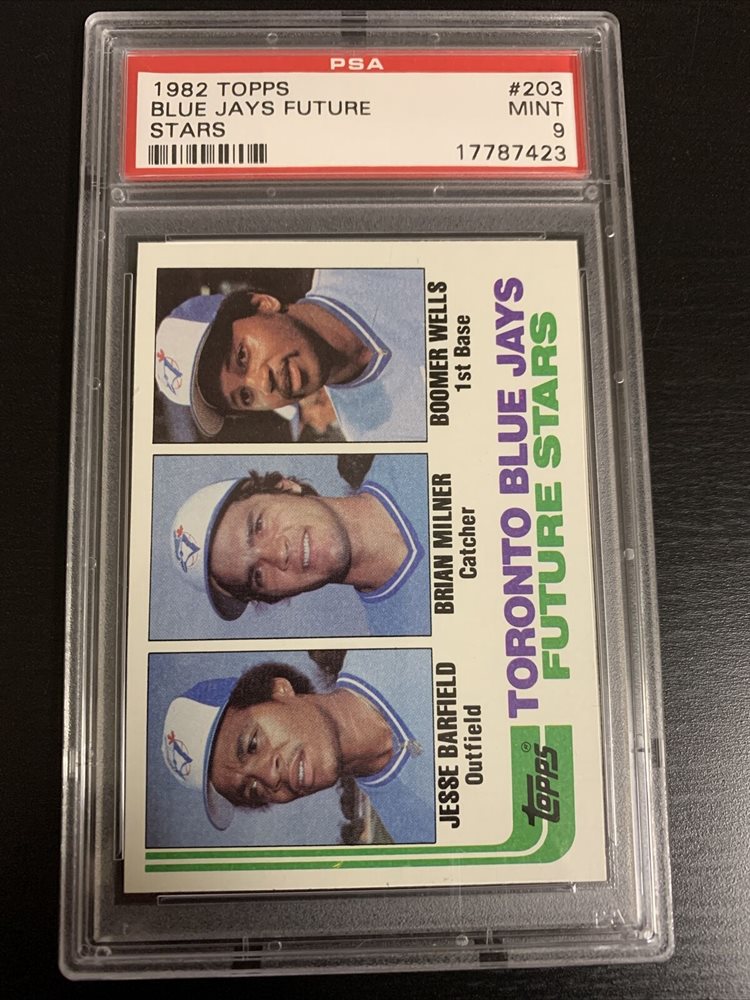 PSA
1982 TOPPS #203
BLUE JAYS FUTURE MINT
STARS 9
17787423
JESSE BARFIELD
Outfield
BRIAN MILNER
Catcher
BOOMER WELLS
1st Base
topps®
TORONTO BLUE JAYS
FUTURE STARS